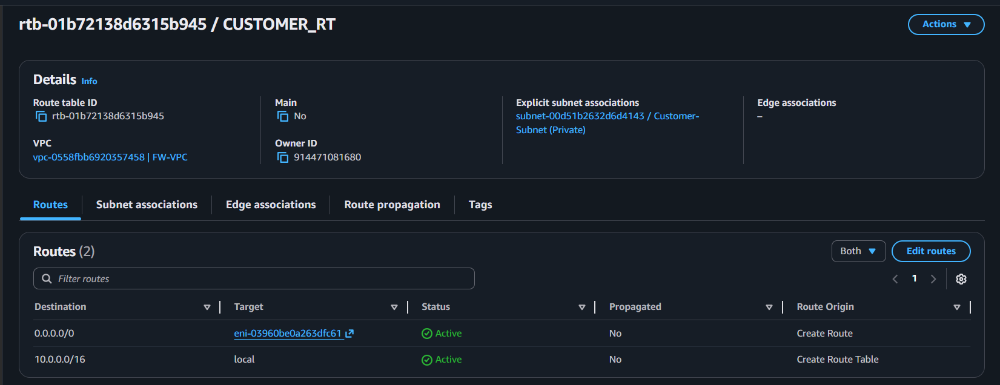 rtb-01b72138d6315b945 / CUSTOMER_RT
Actions
Details Info
Route table ID
rtb-01b72138d6315b945
Main
No
Explicit subnet associations
subnet-00d51b2632d6d4143 / Customer-
Subnet (Private)
Edge associations
–
VPC
vpc-0558fbb6920357458 | FW-VPC
Owner ID
914471081680
Routes
Subnet associations
Edge associations
Route propagation
Tags
Routes (2)
Both
Edit routes
Filter routes
1
Destination Target Status Propagated Route Origin
0.0.0.0/0 eni-03960be0a263dfc61 Active No Create Route
10.0.0.0/16 local Active No Create Route Table